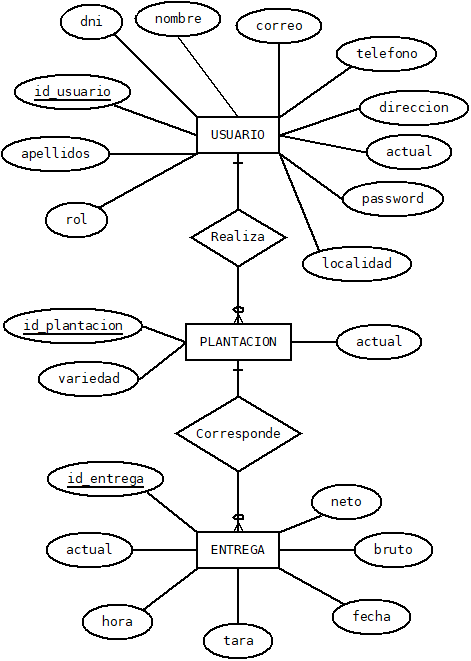 dni
nombre
correo
telefono
id_usuario
direccion
USUARIO
actual
apellidos
password
rol
Realiza
localidad
id_plantacion
PLANTACION
actual
variedad
Corresponde
id_entrega
neto
actual
ENTREGA
bruto
hora
fecha
tara